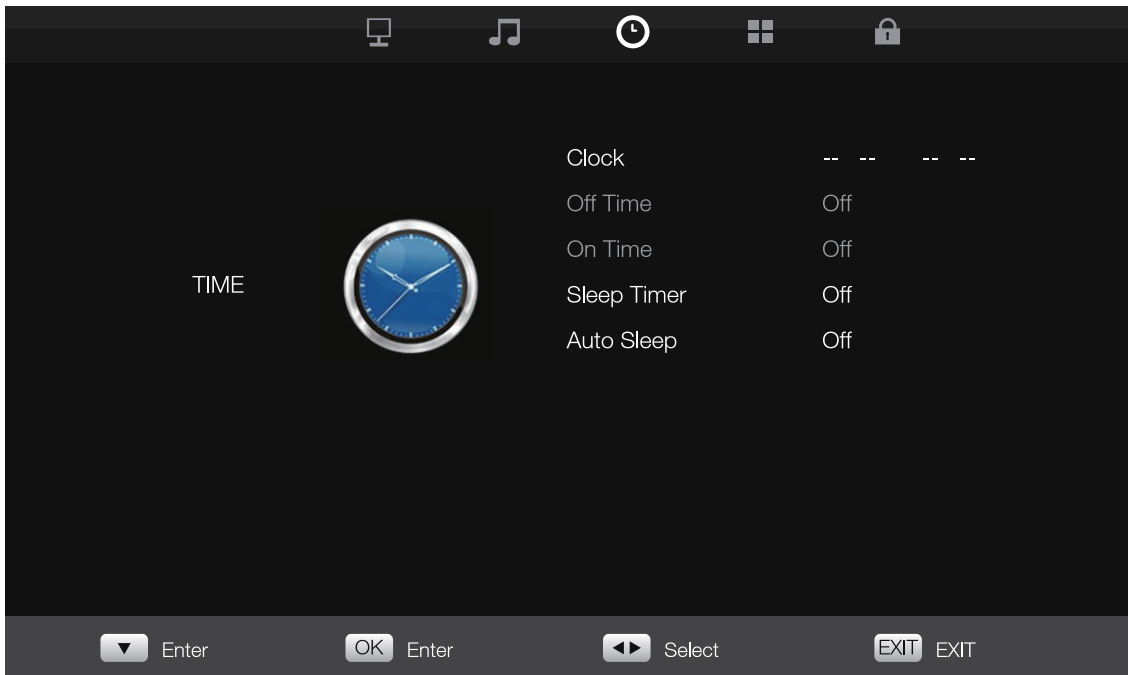 Clock -- -- -- --
Off Time Off
On Time Off
TIME
Sleep Timer Off
Auto Sleep Off
Enter OK Enter Select EXIT EXIT